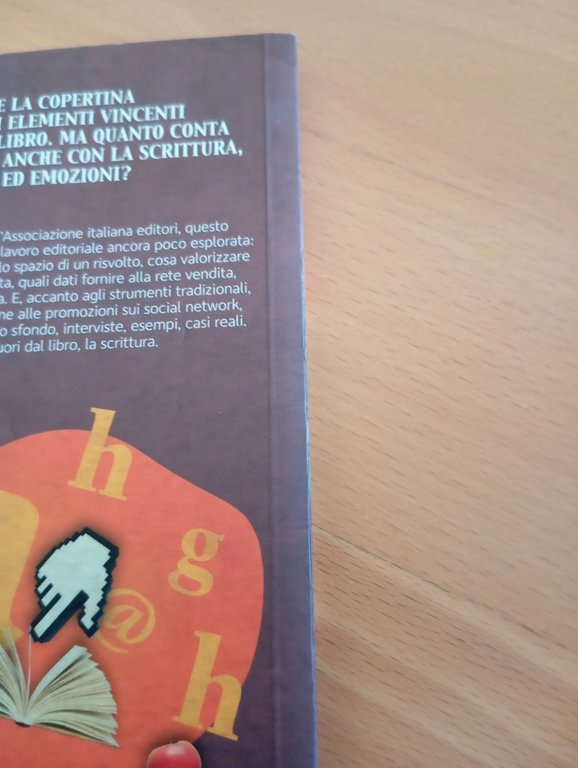 E LA COPERTINA
I ELEMENTI VINCENTI
LIBRO. MA QUANTO CONTA
ANCHE CON LA SCRITTURA,
ED EMOZIONI?
'Associazione italiana editori, questo
lavoro editoriale ancora poco esplorata:
lo spazio di un risvolto, cosa valorizzare
ta, quali dati fornire alla rete vendita,
a. E, accanto agli strumenti tradizionali,
ne alle promozioni sui social network,
o sfondo, interviste, esempi, casi reali.
uori dal libro, la scrittura.
h
g
@
h